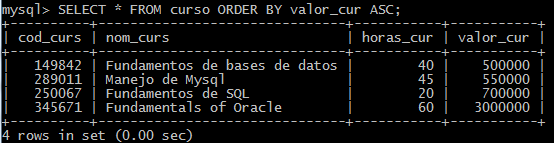 mysql> SELECT * FROM curso ORDER BY valor_cur ASC;
+----------+------------------------------+-----------+-----------+
| cod_curs | nom_curs                     | horas_cur | valor_cur |
+----------+------------------------------+-----------+-----------+
|   149842 | Fundamentos de bases de datos |        40 |    500000 |
|   289011 | Manejo de Mysql              |        45 |    550000 |
|   250067 | Fundamentos de SQL           |        20 |    700000 |
|   345671 | Fundamentals of Oracle       |        60 |   3000000 |
+----------+------------------------------+-----------+-----------+
4 rows in set (0.00 sec)